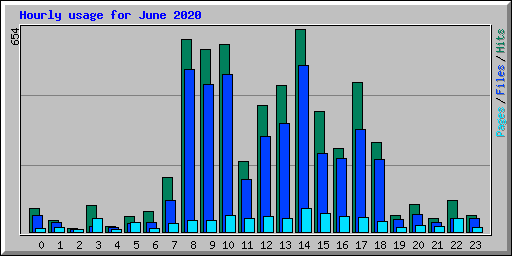 Hourly usage for June 2020
654
Pages/Files/Hits
0 1 2 3 4 5 6 7 8 9 10 11 12 13 14 15 16 17 18 19 20 21 22 23